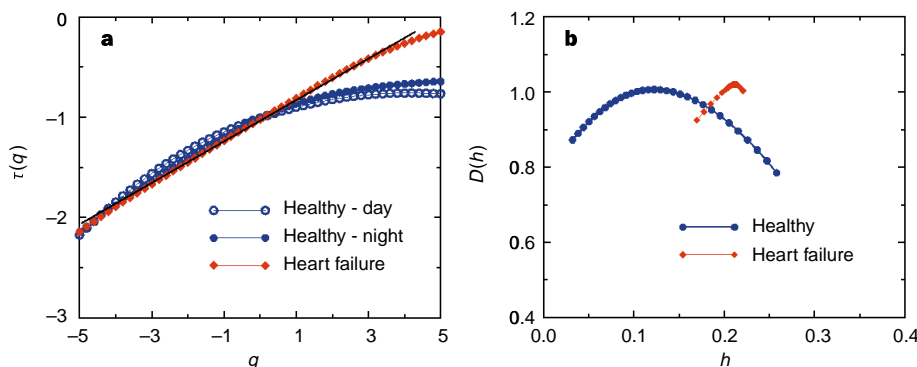 a
0
–1
–2
–3
τ(q)
Healthy - day
Healthy - night
Heart failure
–5
–3
–1
1
3
5
q
b
1.2
1.0
0.8
0.6
0.4
D(h)
Healthy
Heart failure
0.0
0.1
0.2
0.3
0.4
h